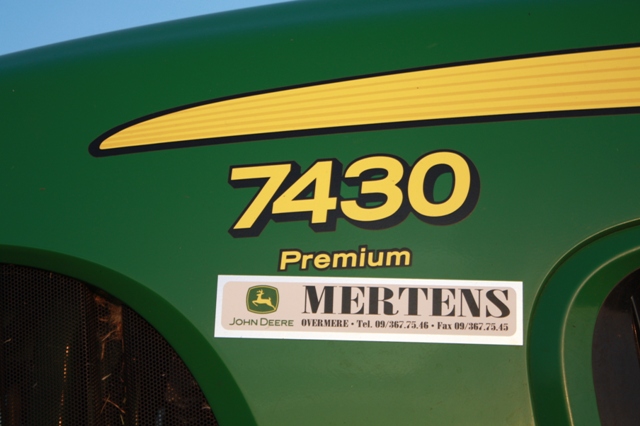 7430
Premium
MERTENS
JOHN DEERE
OVERMERE • Tel. 09/367.75.46 • Fax 09/367.75.45